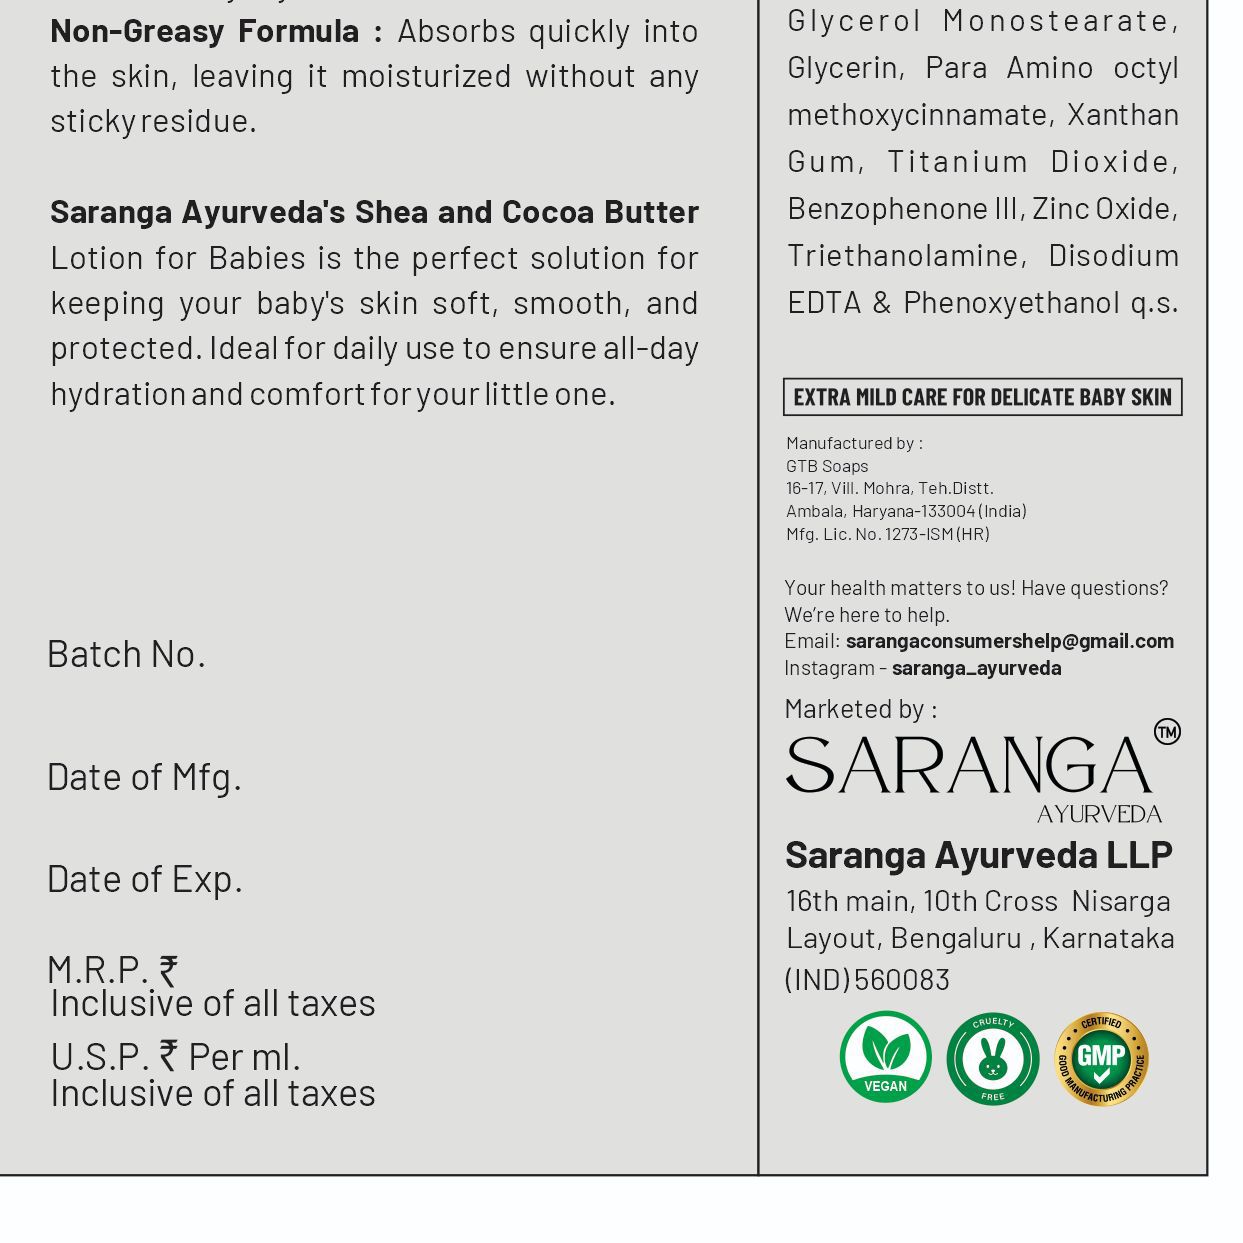 Non-Greasy Formula : Absorbs quickly into
the skin, leaving it moisturized without any
sticky residue.
Saranga Ayurveda's Shea and Cocoa Butter
Lotion for Babies is the perfect solution for
keeping your baby's skin soft, smooth, and
protected. Ideal for daily use to ensure all-day
hydration and comfort for your little one.
Batch No.
Date of Mfg.
Date of Exp.
M.R.P. ₹
Inclusive of all taxes
U.S.P. ₹ Per ml.
Inclusive of all taxes
Glycerol Monostearate,
Glycerin, Para Amino octyl
methoxycinnamate, Xanthan
Gum, Titanium Dioxide,
Benzophenone III, Zinc Oxide,
Triethanolamine, Disodium
EDTA & Phenoxyethanol q.s.
EXTRA MILD CARE FOR DELICATE BABY SKIN
Manufactured by :
GTB Soaps
16-17, Vill. Mohra, Teh.Distt.
Ambala, Haryana-133004 (India)
Mfg. Lic. No. 1273-ISM (HR)
Your health matters to us! Have questions?
We're here to help.
Email: sarangaconsumershelp@gmail.com
Instagram - saranga_ayurveda
Marketed by :
SARANGA TM
AYURVEDA
Saranga Ayurveda LLP
16th main, 10th Cross Nisarga
Layout, Bengaluru , Karnataka
(IND) 560083
VEGAN
CRUELTY
FREE
CERTIFIED
GMP
GOOD MANUFACTURING PRACTICE